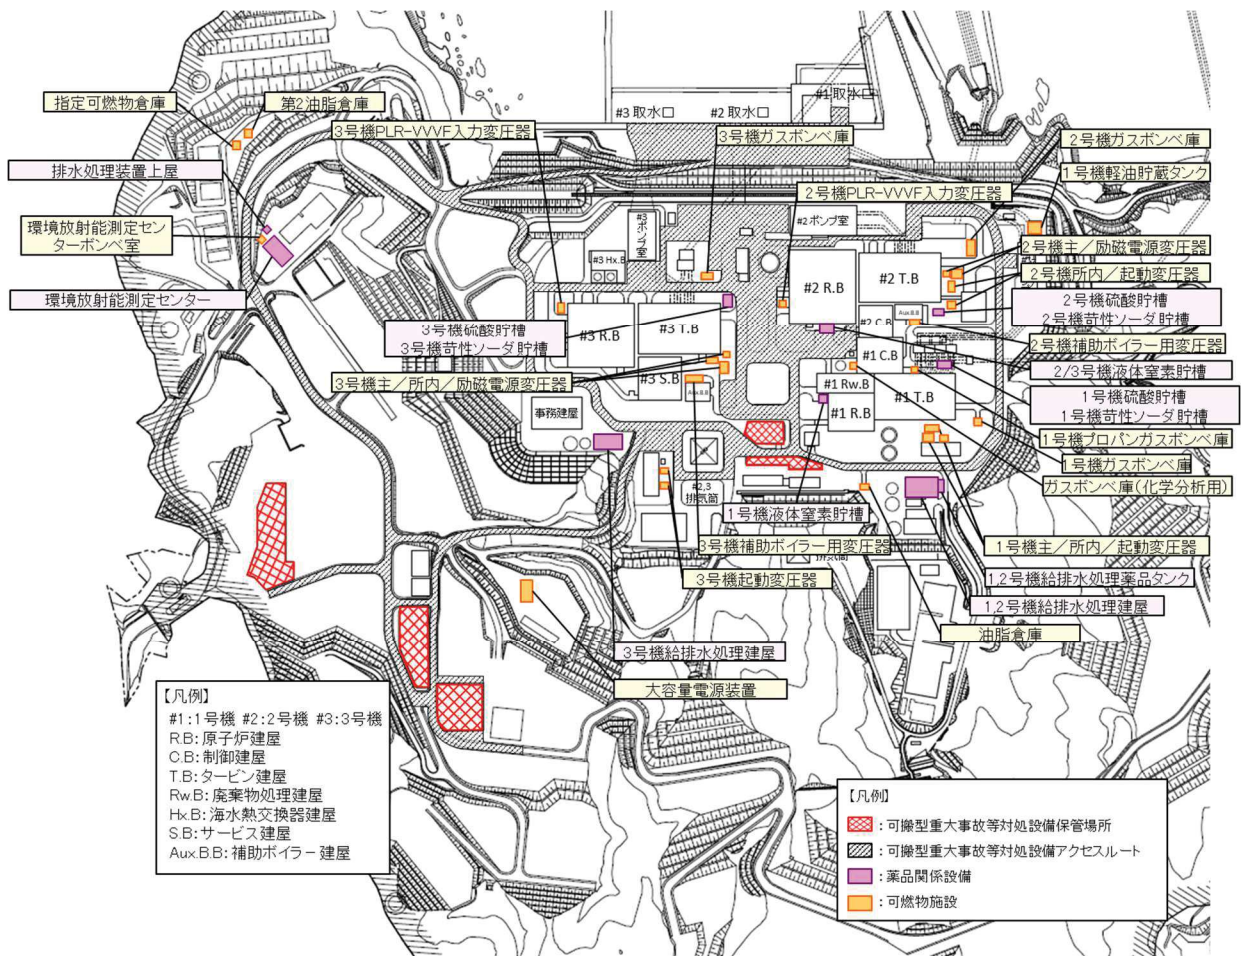 #1 取水口
#3 取水口
#2 取水口
指定可燃物倉庫
第2油脂倉庫
3号機PLR-VVVF入力変圧器
3号機ガスボンベ庫
2号機ガスボンベ庫
排水処理装置上屋
1号機軽油貯蔵タンク
2号機PLR-VVVF入力変圧器
環境放射能測定セン
ターボンベ室
#3
ポンプ室
#2 ポンプ室
2号機主/励磁電源変圧器
#3 Hx.B
2号機所内/起動変圧器
環境放射能測定センター
#2 R.B
#2 T.B
2号機硫酸貯槽
2号機苛性ソーダ貯槽
Aux.B.B
#2 C.B
3号機硫酸貯槽
3号機苛性ソーダ貯槽
#3 R.B
#3 T.B
2号機補助ボイラー用変圧器
#1 C.B
2/3号機液体窒素貯槽
3号機主/所内/励磁電源変圧器
#3 S.B
Aux.B.B
#1 Rw.B
#1 T.B
1号機硫酸貯槽
1号機苛性ソーダ貯槽
事務建屋
#1 R.B
1号機プロパンガスボンベ庫
1号機ガスボンベ庫
ガスボンベ庫(化学分析用)
#2,3
排気筒
1号機液体窒素貯槽
3号機補助ボイラー用変圧器
1号機主/所内/起動変圧器
排気筒
3号機起動変圧器
1,2号機給排水処理薬品タンク
1,2号機給排水処理建屋
油脂倉庫
3号機給排水処理建屋
大容量電源装置
【凡例】
#1:1号機 #2:2号機 #3:3号機
R.B:原子炉建屋
C.B:制御建屋
T.B:タービン建屋
Rw.B:廃棄物処理建屋
Hx.B:海水熱交換器建屋
S.B:サービス建屋
Aux.B.B:補助ボイラー建屋
【凡例】
:可搬型重大事故等対処設備保管場所
:可搬型重大事故等対処設備アクセスルート
:薬品関係設備
:可燃物施設